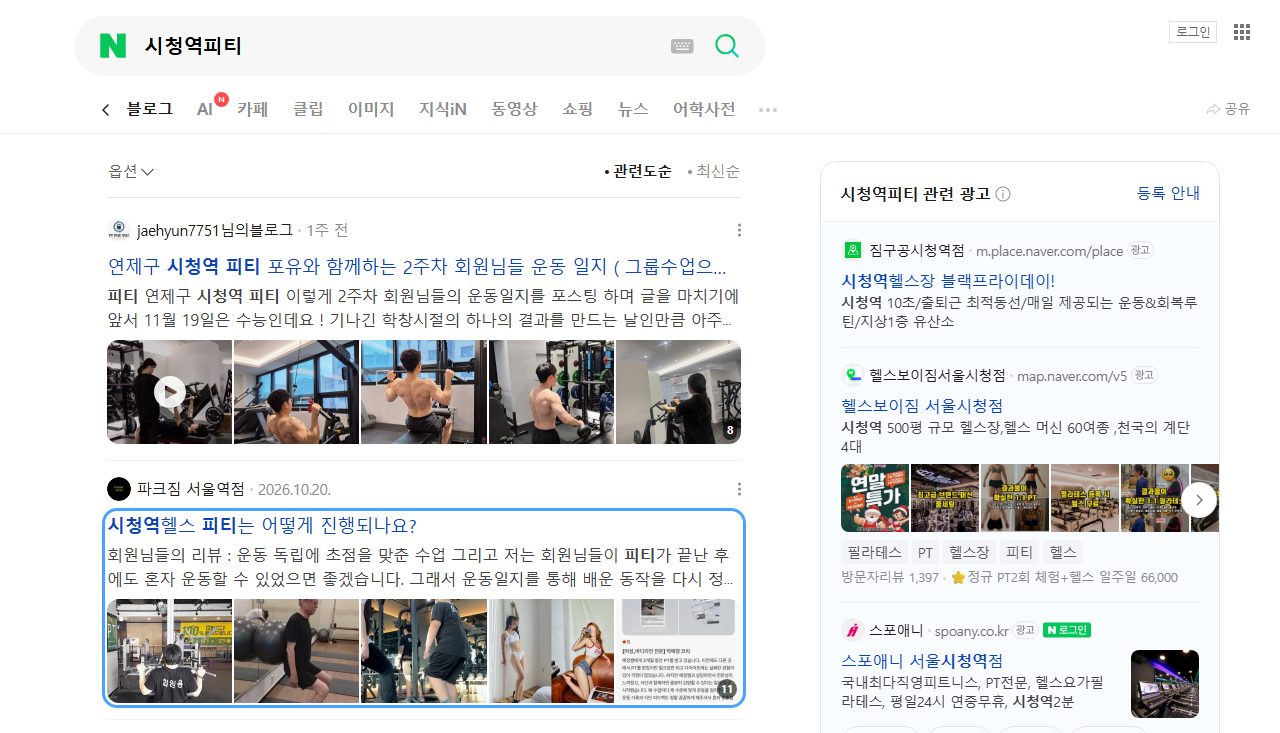 시청역피티
로그인
블로그 AI N 카페 클립 이미지 지식iN 동영상 쇼핑 뉴스 어학사전
공유
옵션
• 관련도순 • 최신순
jaehyun7751님의블로그 · 1주 전
연제구 시청역 피티 포유와 함께하는 2주차 회원님들 운동 일지 ( 그룹수업으...
피티 연제구 시청역 피티 이렇게 2주차 회원님들의 운동일지를 포스팅 하며 글을 마치기에
앞서 11월 19일은 수능인데요 ! 기나긴 학창시절의 하나의 결과를 만드는 날인만큼 아주...
8
파크짐 서울역점 · 2026.10.20.
시청역헬스 피티는 어떻게 진행되나요?
회원님들의 리뷰 : 운동 독립에 초점을 맞춘 수업 그리고 저는 회원님들이 피티가 끝난 후
에도 혼자 운동할 수 있었으면 좋겠습니다. 그래서 운동일지를 통해 배운 동작을 다시 정...
11
시청역피티 관련 광고
등록 안내
짐구공시청역점 · m.place.naver.com/place 광고
시청역헬스장 블랙프라이데이!
시청역 10초/출퇴근 최적동선/매일 제공되는 운동&회복루
틴/지상1층 유산소
헬스보이짐서울시청점 · map.naver.com/v5 광고
헬스보이짐 서울시청점
시청역 500평 규모 헬스장,헬스 머신 60여종 ,천국의 계단
4대
연말
특가
필라테스 PT 헬스장 피티 헬스
방문자리뷰 1,397 · 정규 PT2회 체험+헬스 일주일 66,000
스포애니 · spoany.co.kr 광고 N 로그인
스포애니 서울시청역점
국내최다직영피트니스, PT전문, 헬스요가필
라테스, 평일24시 연중무휴, 시청역2분